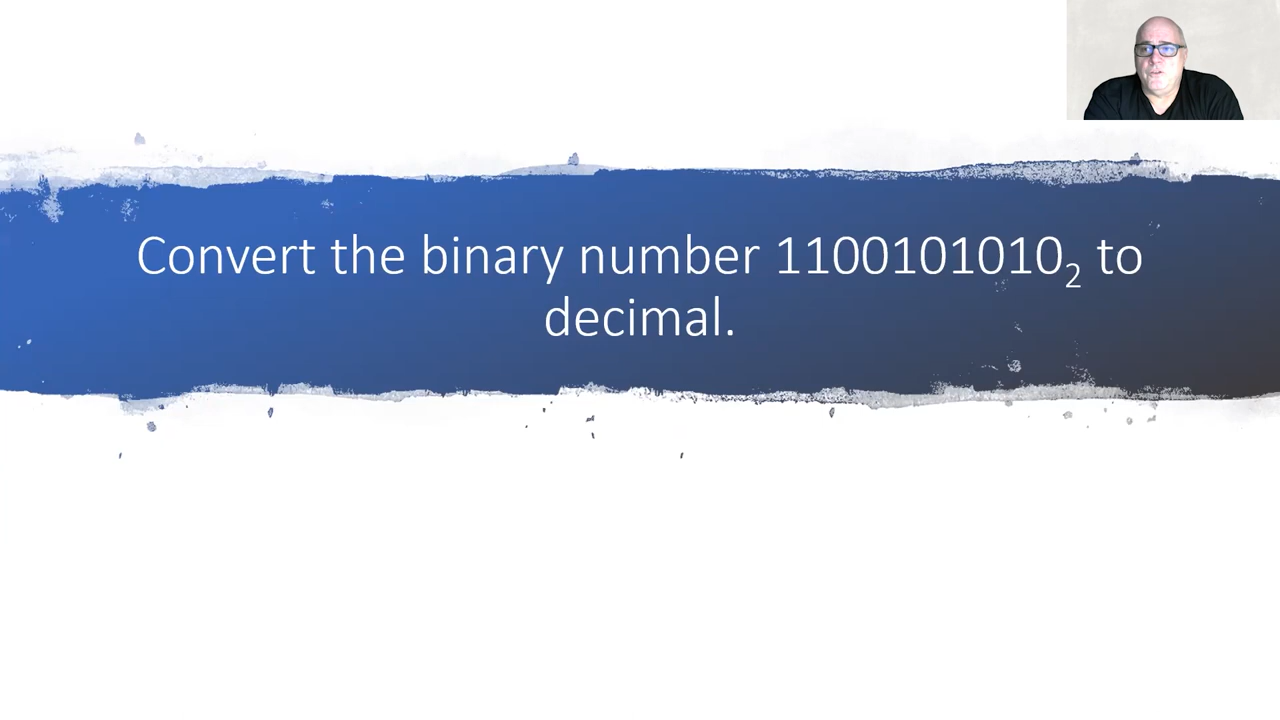 Convert the binary number 1100101010₂ to
decimal.